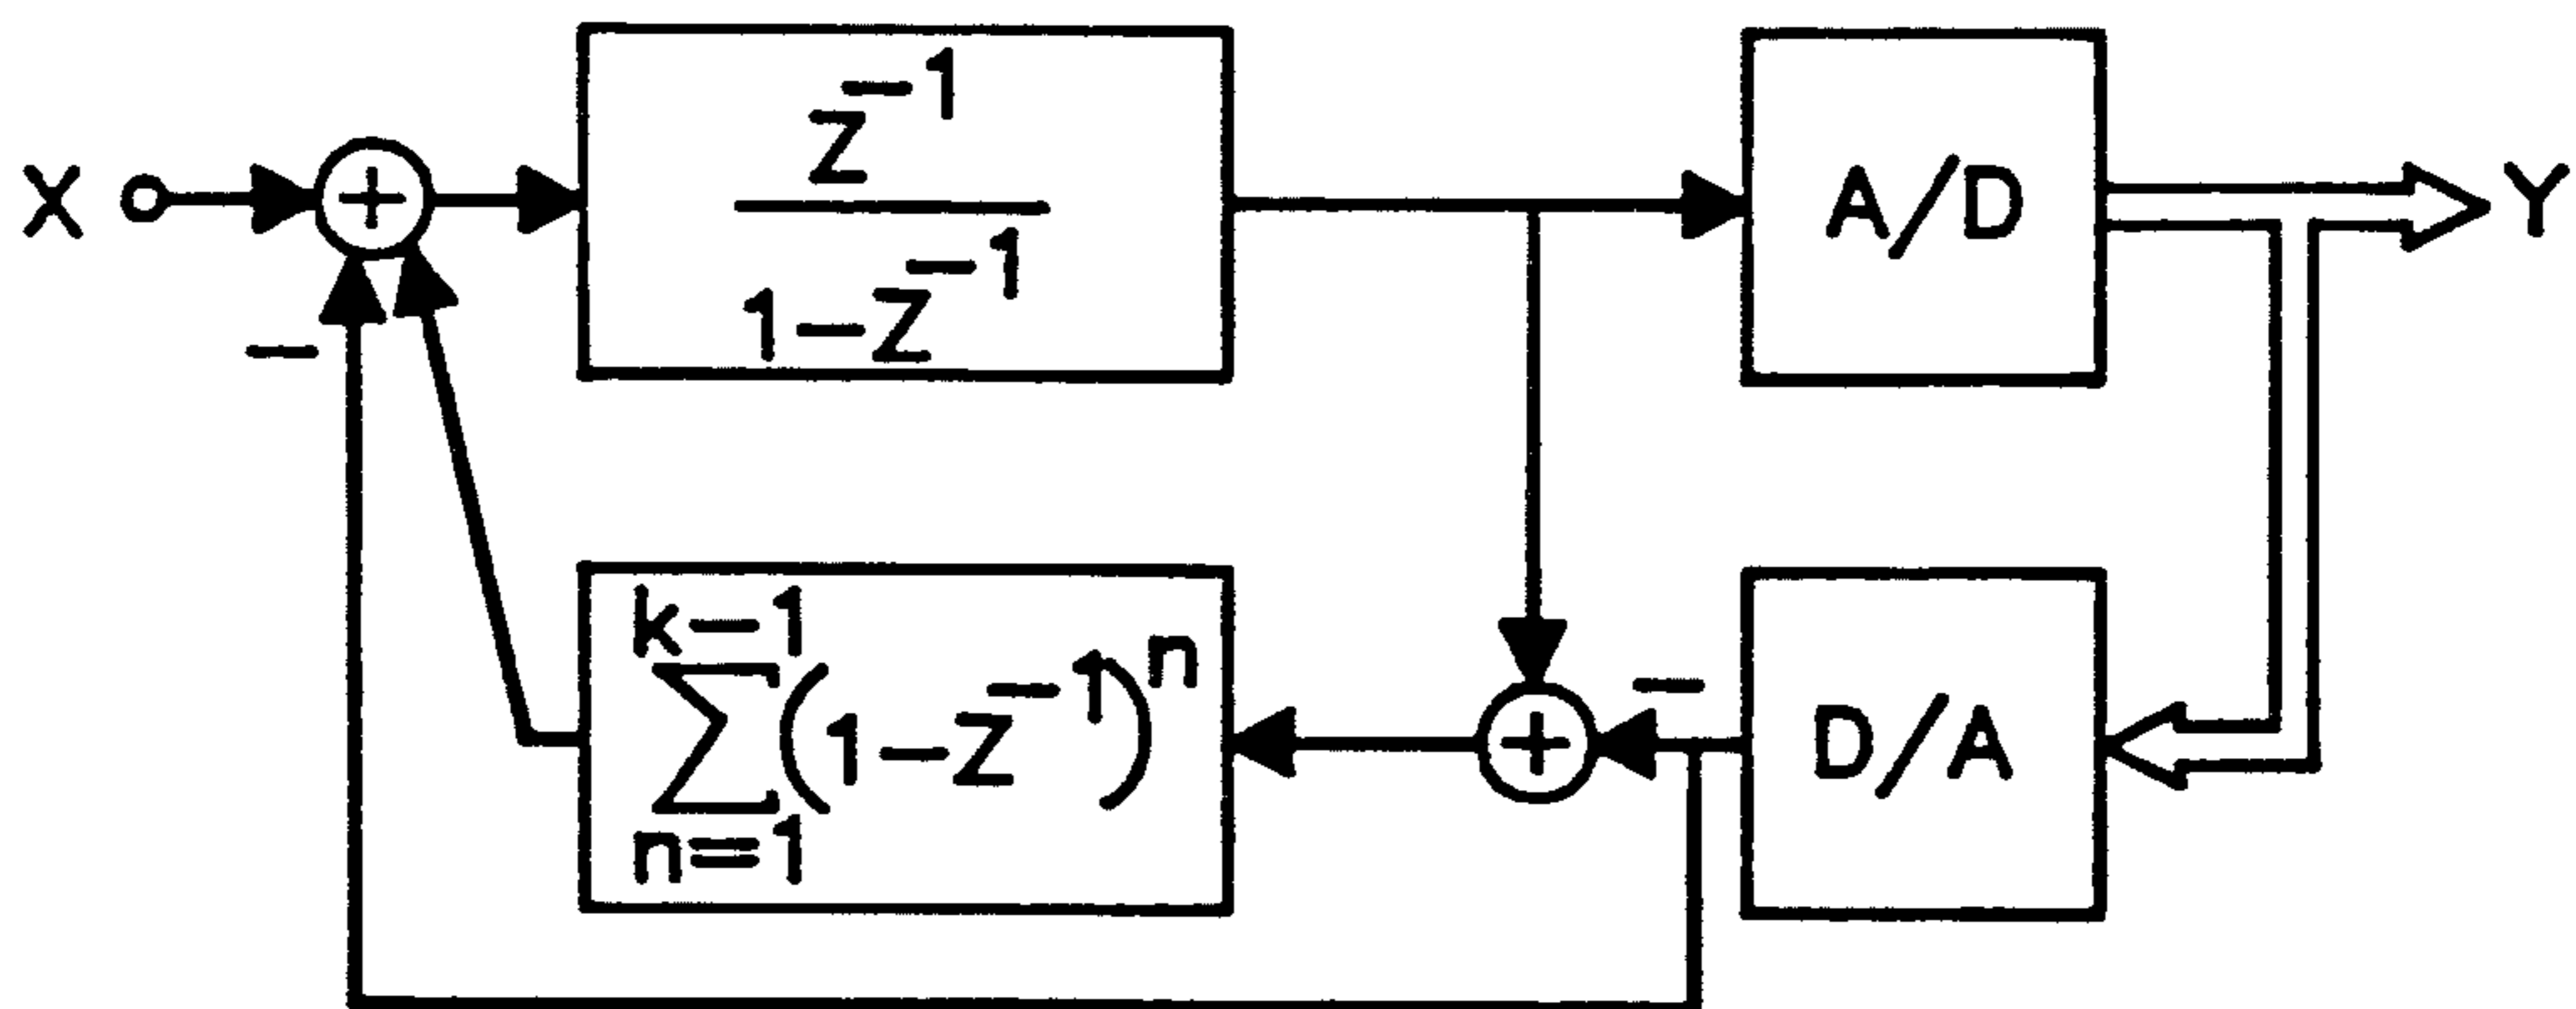 X
+
z^-1
1-z^-1
A/D
Y
-
k-1
Σ(1-z^-1)^n
n=1
+
-
D/A